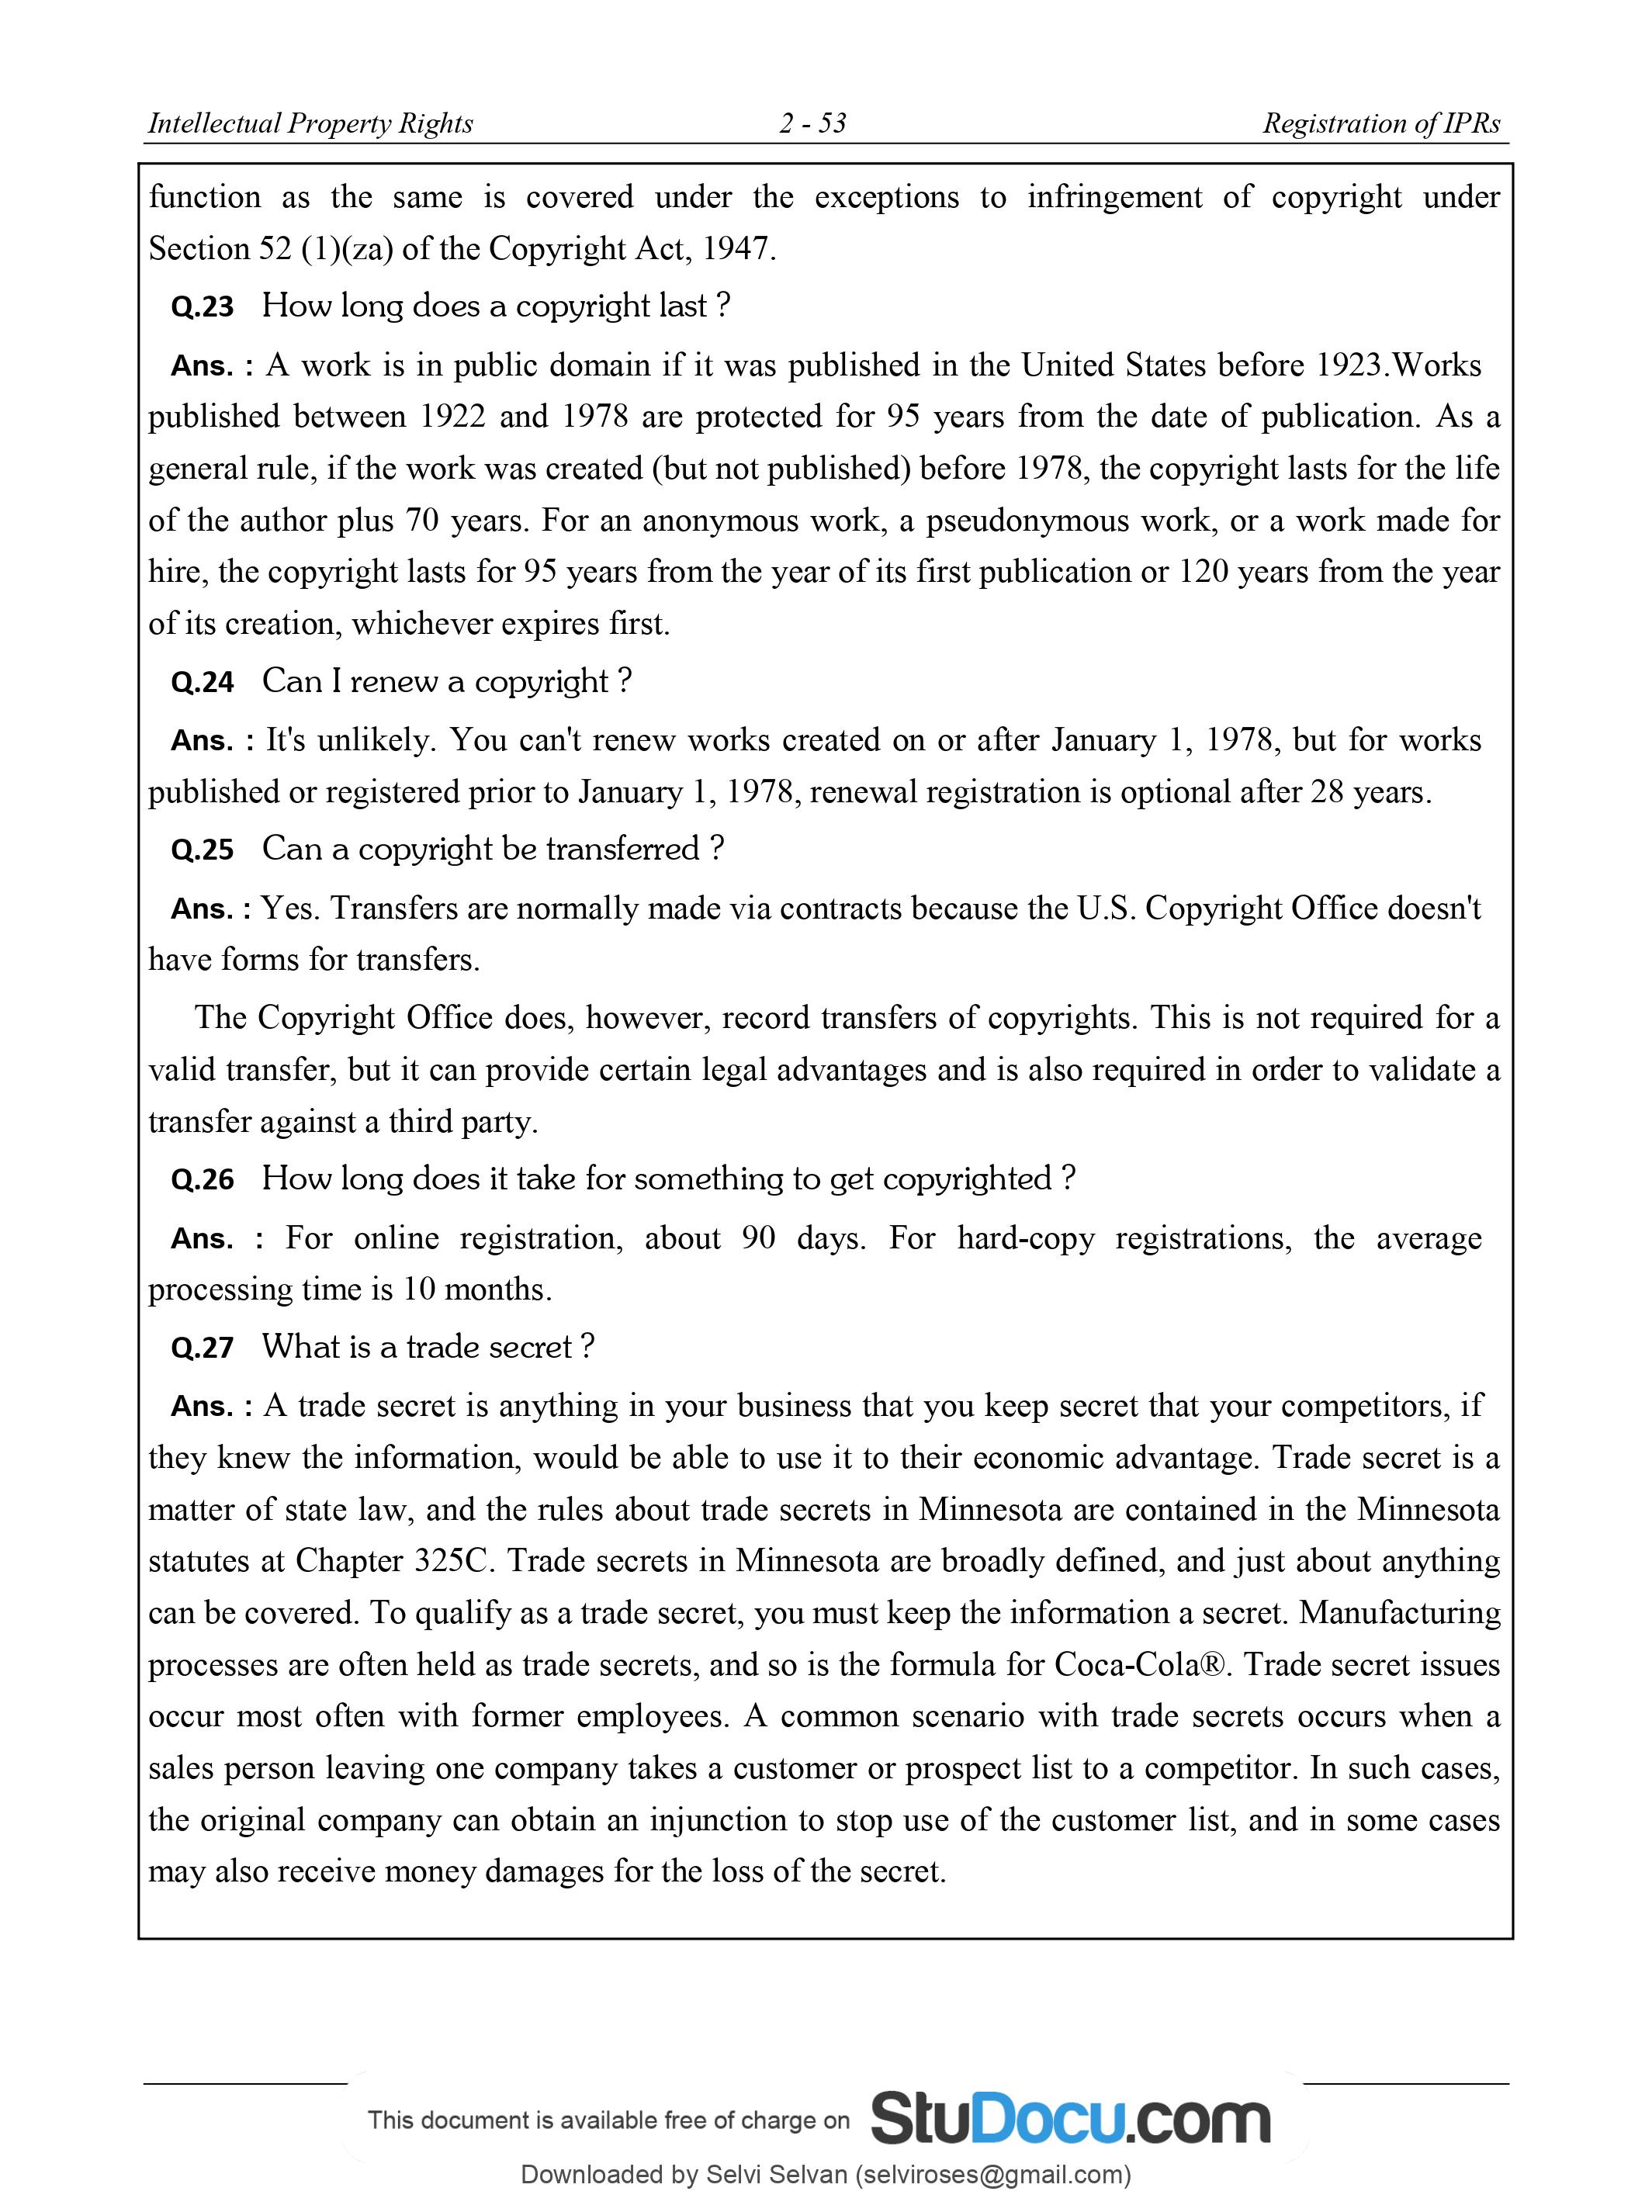 Intellectual Property Rights 2 - 53 Registration of IPRs
function as the same is covered under the exceptions to infringement of copyright under
Section 52 (1)(za) of the Copyright Act, 1947.
Q.23 How long does a copyright last ?
Ans. : A work is in public domain if it was published in the United States before 1923.Works
published between 1922 and 1978 are protected for 95 years from the date of publication. As a
general rule, if the work was created (but not published) before 1978, the copyright lasts for the life
of the author plus 70 years. For an anonymous work, a pseudonymous work, or a work made for
hire, the copyright lasts for 95 years from the year of its first publication or 120 years from the year
of its creation, whichever expires first.
Q.24 Can I renew a copyright ?
Ans. : It's unlikely. You can't renew works created on or after January 1, 1978, but for works
published or registered prior to January 1, 1978, renewal registration is optional after 28 years.
Q.25 Can a copyright be transferred ?
Ans. : Yes. Transfers are normally made via contracts because the U.S. Copyright Office doesn't
have forms for transfers.
The Copyright Office does, however, record transfers of copyrights. This is not required for a
valid transfer, but it can provide certain legal advantages and is also required in order to validate a
transfer against a third party.
Q.26 How long does it take for something to get copyrighted ?
Ans. : For online registration, about 90 days. For hard-copy registrations, the average
processing time is 10 months.
Q.27 What is a trade secret ?
Ans. : A trade secret is anything in your business that you keep secret that your competitors, if
they knew the information, would be able to use it to their economic advantage. Trade secret is a
matter of state law, and the rules about trade secrets in Minnesota are contained in the Minnesota
statutes at Chapter 325C. Trade secrets in Minnesota are broadly defined, and just about anything
can be covered. To qualify as a trade secret, you must keep the information a secret. Manufacturing
processes are often held as trade secrets, and so is the formula for Coca-Cola®. Trade secret issues
occur most often with former employees. A common scenario with trade secrets occurs when a
sales person leaving one company takes a customer or prospect list to a competitor. In such cases,
the original company can obtain an injunction to stop use of the customer list, and in some cases
may also receive money damages for the loss of the secret.
This document is available free of charge on StuDocu.com
Downloaded by Selvi Selvan (selviroses@gmail.com)